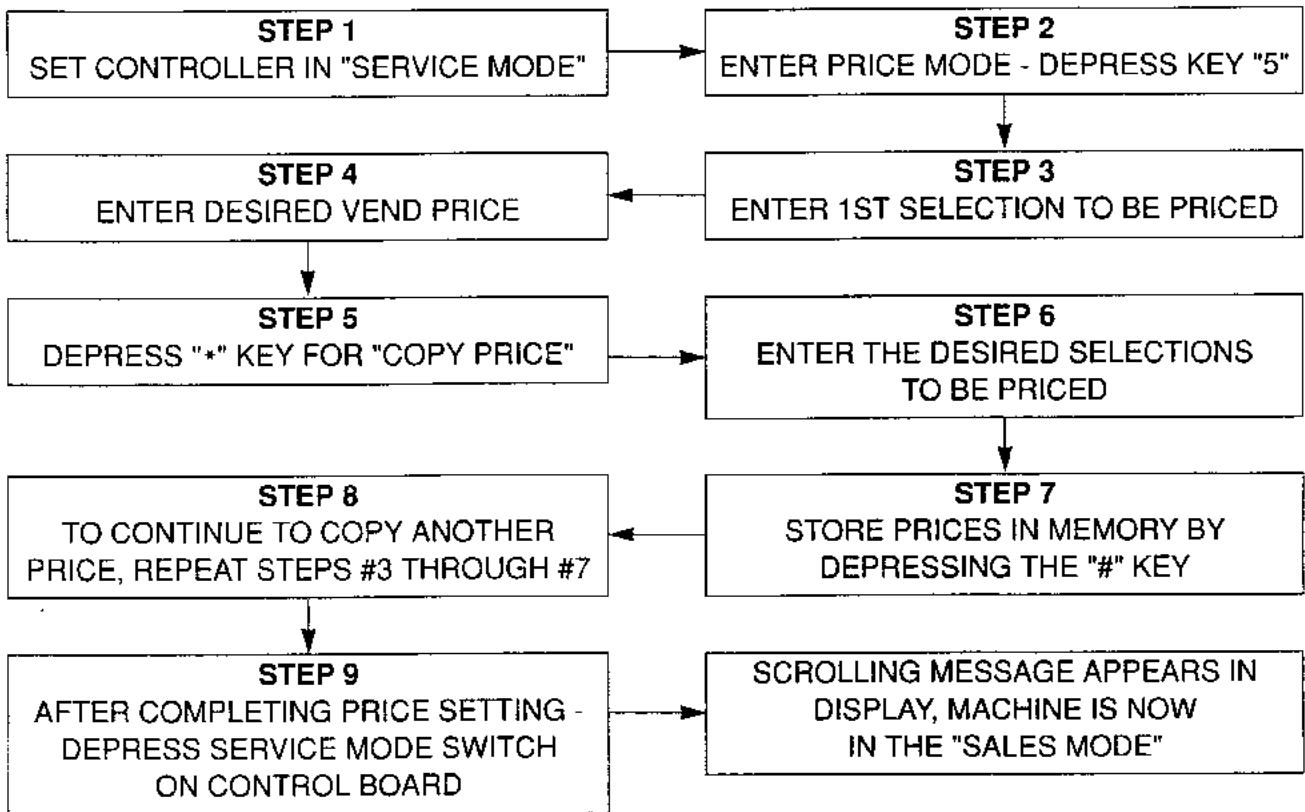 STEP 1
SET CONTROLLER IN "SERVICE MODE"
STEP 2
ENTER PRICE MODE - DEPRESS KEY "5"
STEP 3
ENTER 1ST SELECTION TO BE PRICED
STEP 4
ENTER DESIRED VEND PRICE
STEP 5
DEPRESS "*" KEY FOR "COPY PRICE"
STEP 6
ENTER THE DESIRED SELECTIONS
TO BE PRICED
STEP 7
STORE PRICES IN MEMORY BY
DEPRESSING THE "#" KEY
STEP 8
TO CONTINUE TO COPY ANOTHER
PRICE, REPEAT STEPS #3 THROUGH #7
STEP 9
AFTER COMPLETING PRICE SETTING -
DEPRESS SERVICE MODE SWITCH
ON CONTROL BOARD
SCROLLING MESSAGE APPEARS IN
DISPLAY, MACHINE IS NOW
IN THE "SALES MODE"